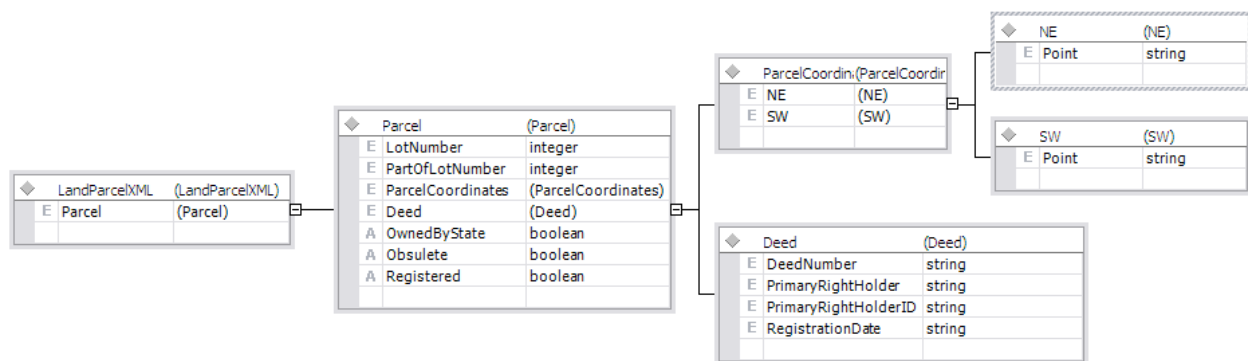 LandParcelXML (LandParcelXML)
E Parcel (Parcel)
Parcel (Parcel)
E LotNumber integer
E PartOfLotNumber integer
E ParcelCoordinates (ParcelCoordinates)
E Deed (Deed)
A OwnedByState boolean
A Obsulete boolean
A Registered boolean
ParcelCoordin (ParcelCoordin
E NE (NE)
E SW (SW)
NE (NE)
E Point string
SW (SW)
E Point string
Deed (Deed)
E DeedNumber string
E PrimaryRightHolder string
E PrimaryRightHolderID string
E RegistrationDate string